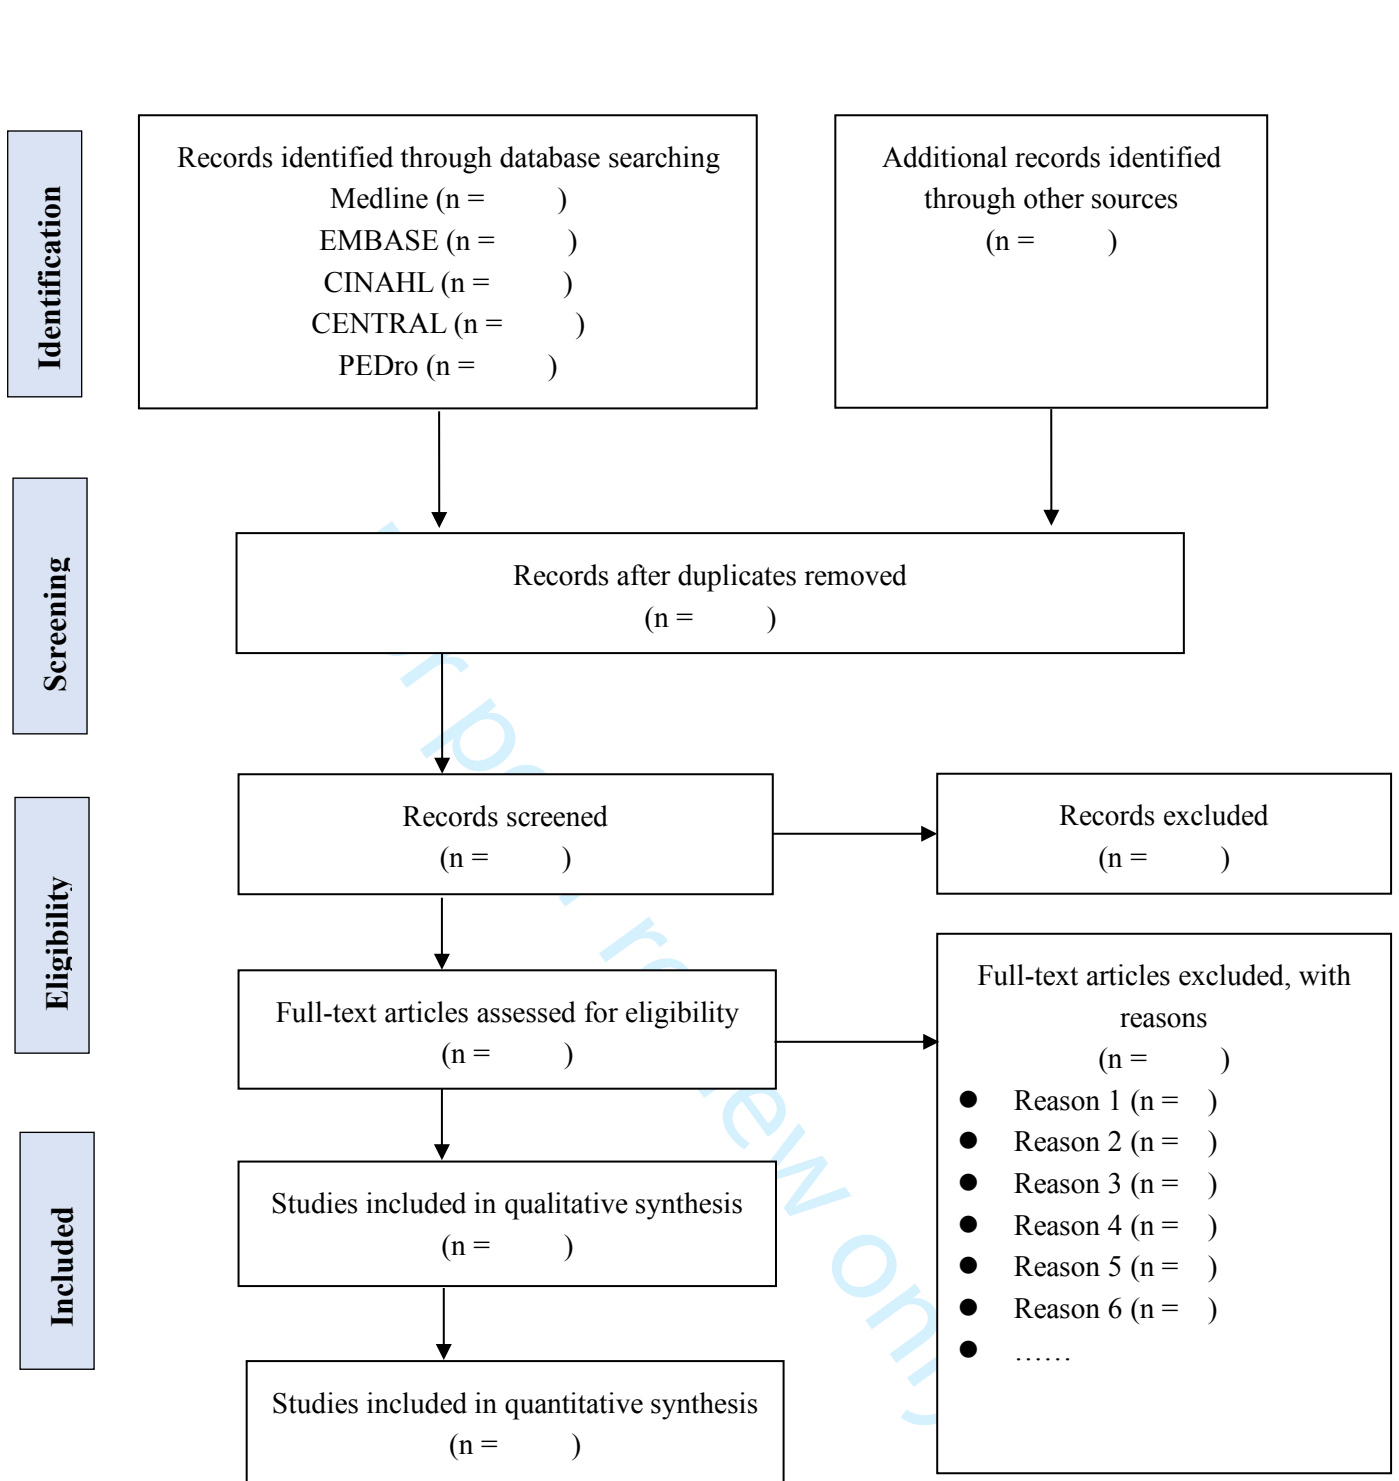 Identification
Records identified through database searching
Medline (n = )
EMBASE (n = )
CINAHL (n = )
CENTRAL (n = )
PEDro (n = )
Additional records identified
through other sources
(n = )
Screening
Records after duplicates removed
(n = )
Eligibility
Records screened
(n = )
Records excluded
(n = )
Full-text articles assessed for eligibility
(n = )
Full-text articles excluded, with
reasons
(n = )
● Reason 1 (n = )
● Reason 2 (n = )
● Reason 3 (n = )
● Reason 4 (n = )
● Reason 5 (n = )
● Reason 6 (n = )
● ……
Included
Studies included in qualitative synthesis
(n = )
Studies included in quantitative synthesis
(n = )